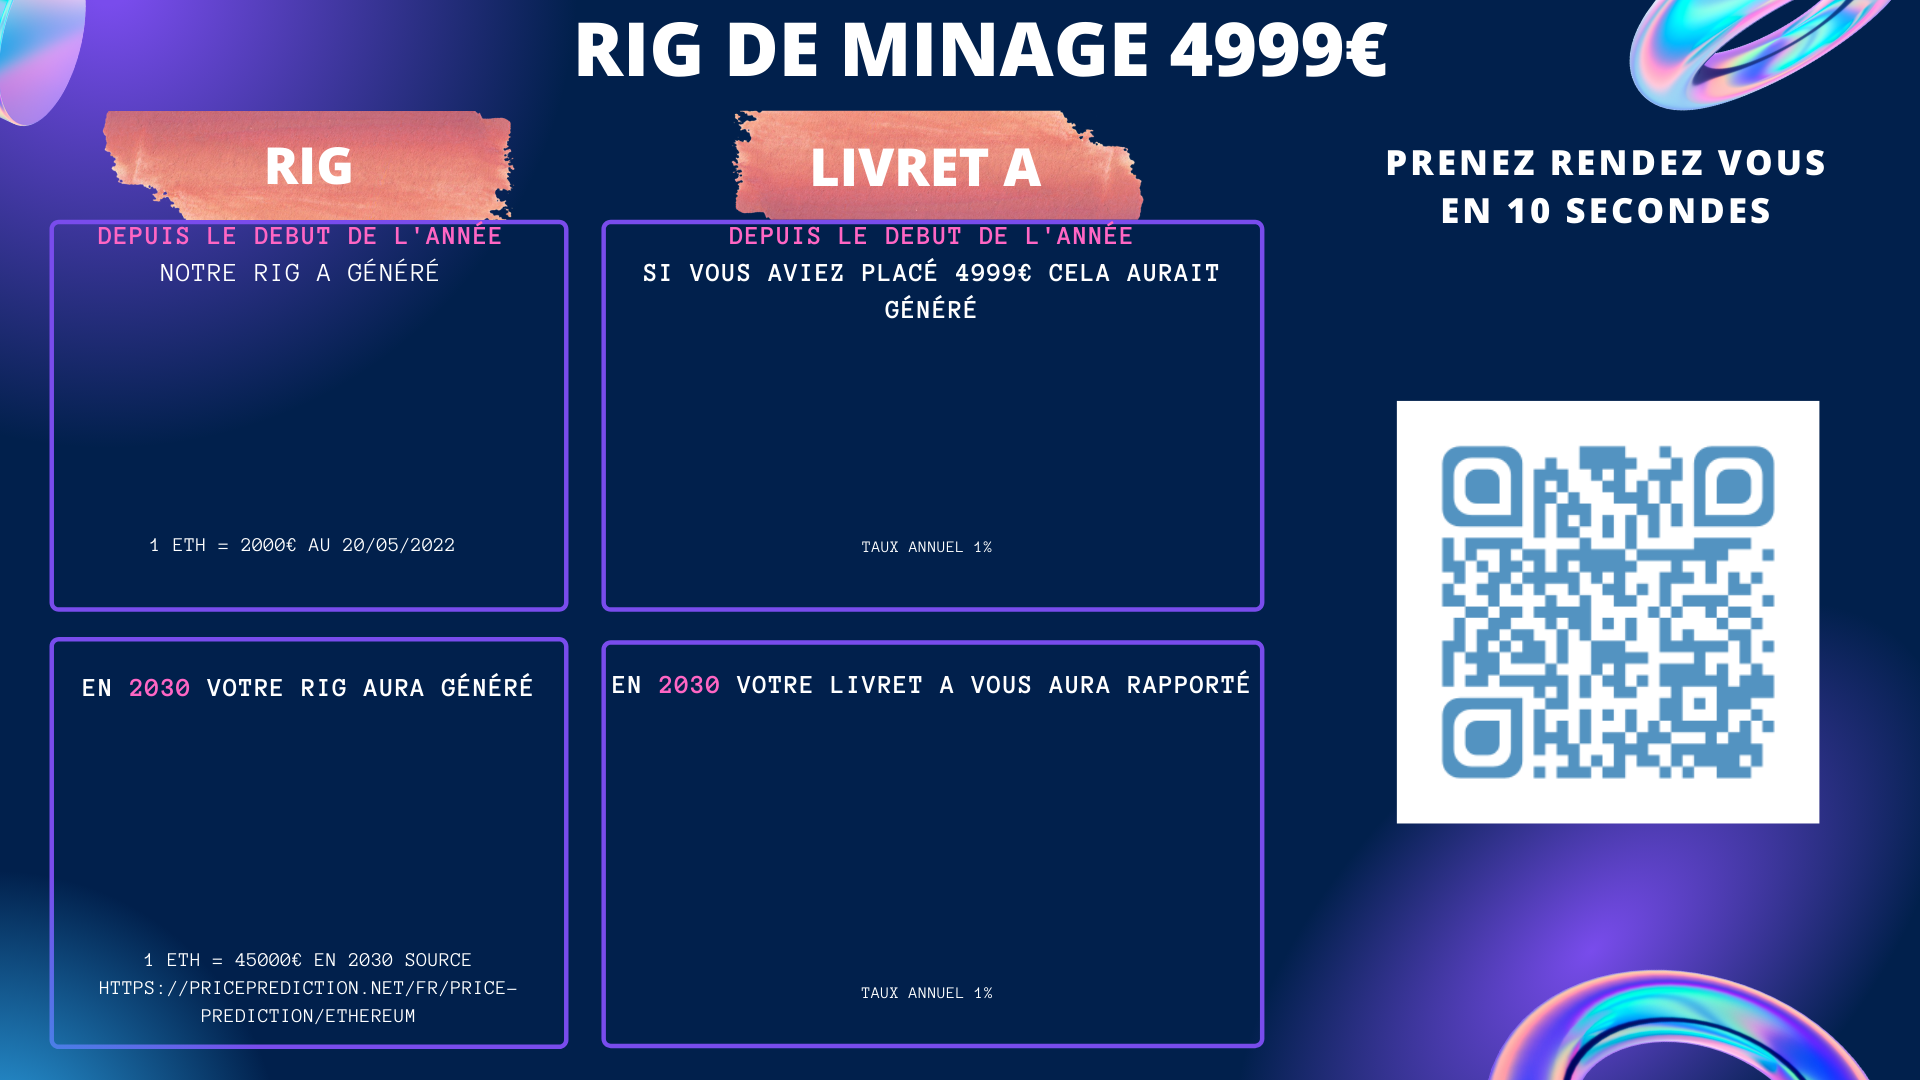 RIG DE MINAGE 4999€
RIG
DEPUIS LE DEBUT DE L'ANNÉE
NOTRE RIG A GÉNÉRÉ
1 ETH = 2000€ AU 20/05/2022
LIVRET A
DEPUIS LE DEBUT DE L'ANNÉE
SI VOUS AVIEZ PLACÉ 4999€ CELA AURAIT
GÉNÉRÉ
TAUX ANNUEL 1%
PRENEZ RENDEZ VOUS
EN 10 SECONDES
EN 2030 VOTRE RIG AURA GÉNÉRÉ
1 ETH = 45000€ EN 2030 SOURCE
HTTPS://PRICEPREDICTION.NET/FR/PRICE-
PREDICTION/ETHEREUM
EN 2030 VOTRE LIVRET A VOUS AURA RAPPORTÉ
TAUX ANNUEL 1%